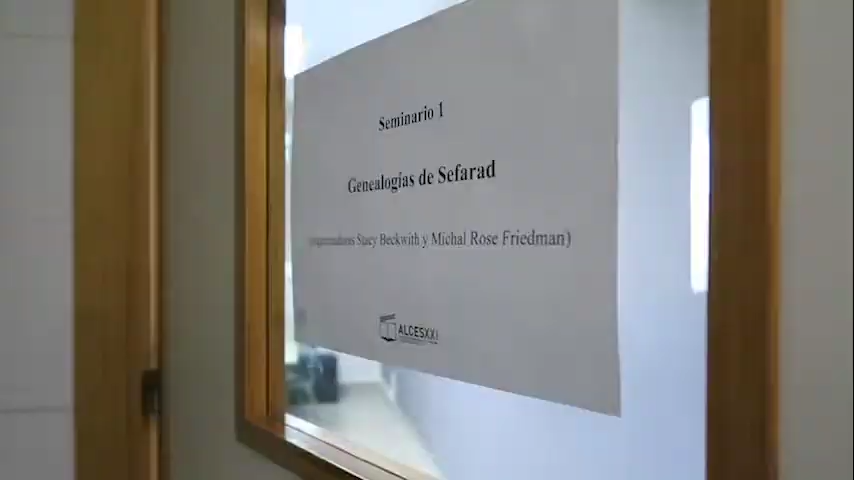 Seminario 1
Genealogías de Sefarad
Stacy Beckwith y Michal Rose Friedman)
ALCESXXI